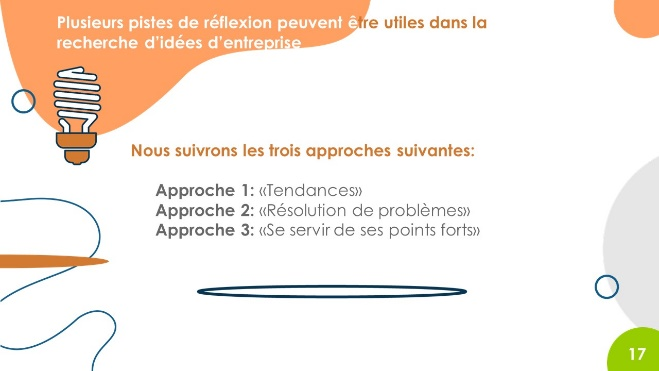 Plusieurs pistes de réflexion peuvent être utiles dans la
recherche d’idées d’entreprise
Nous suivrons les trois approches suivantes:
Approche 1: «Tendances»
Approche 2: «Résolution de problèmes»
Approche 3: «Se servir de ses points forts»
17